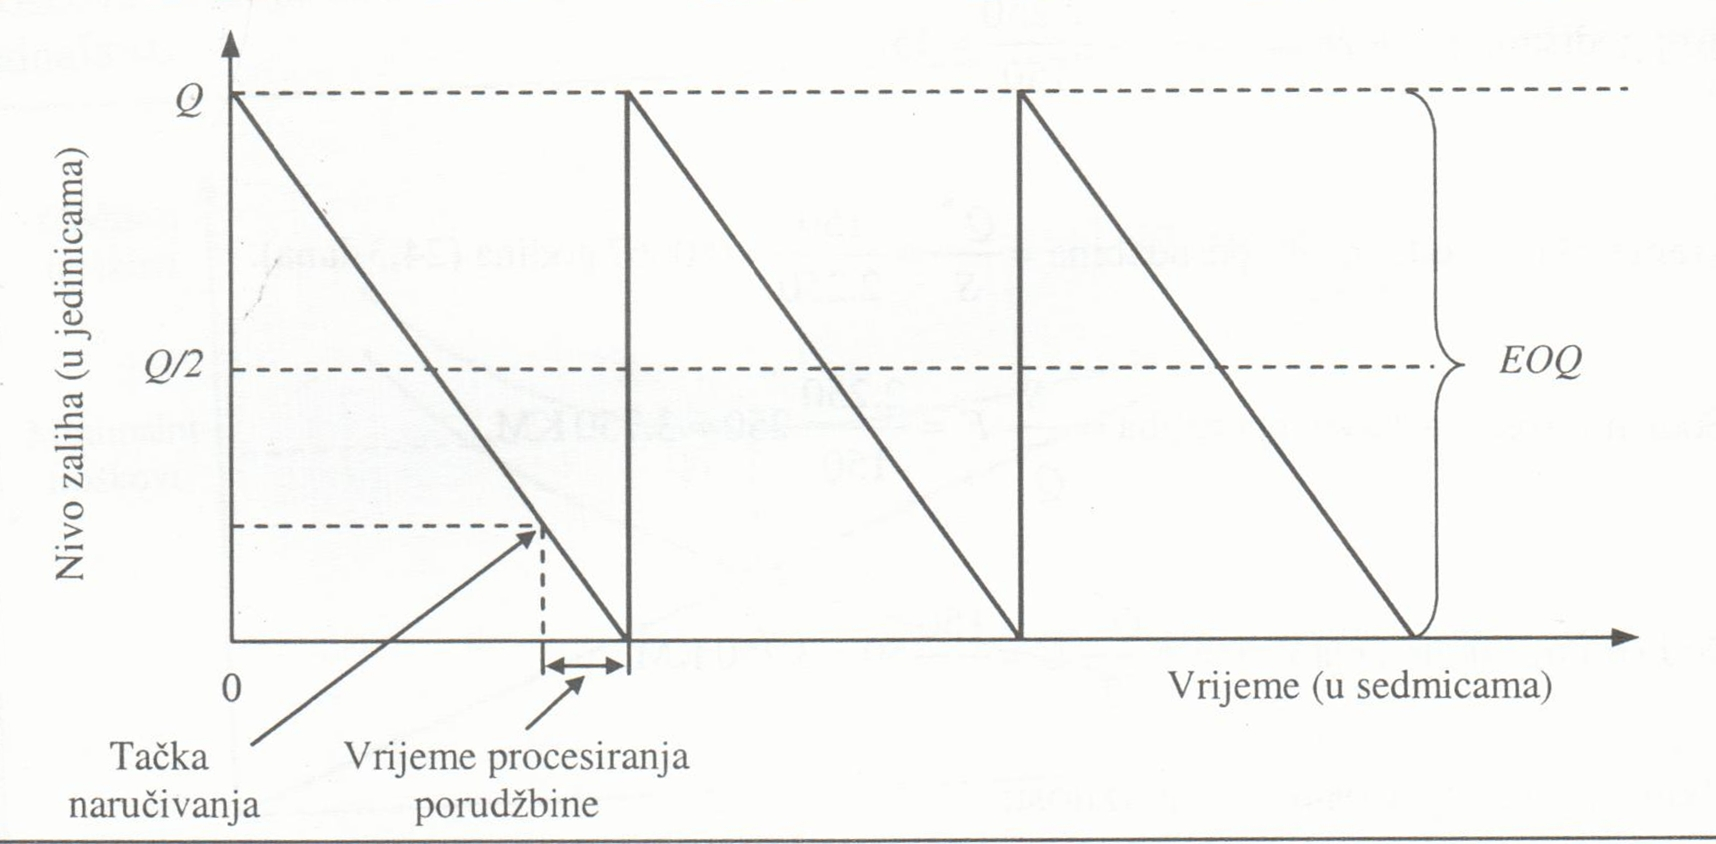 Q
Q/2
Nivo zaliha (u jedinicama)
EOQ
0
Vrijeme (u sedmicama)
Tačka
naručivanja
Vrijeme procesiranja
porudžbine